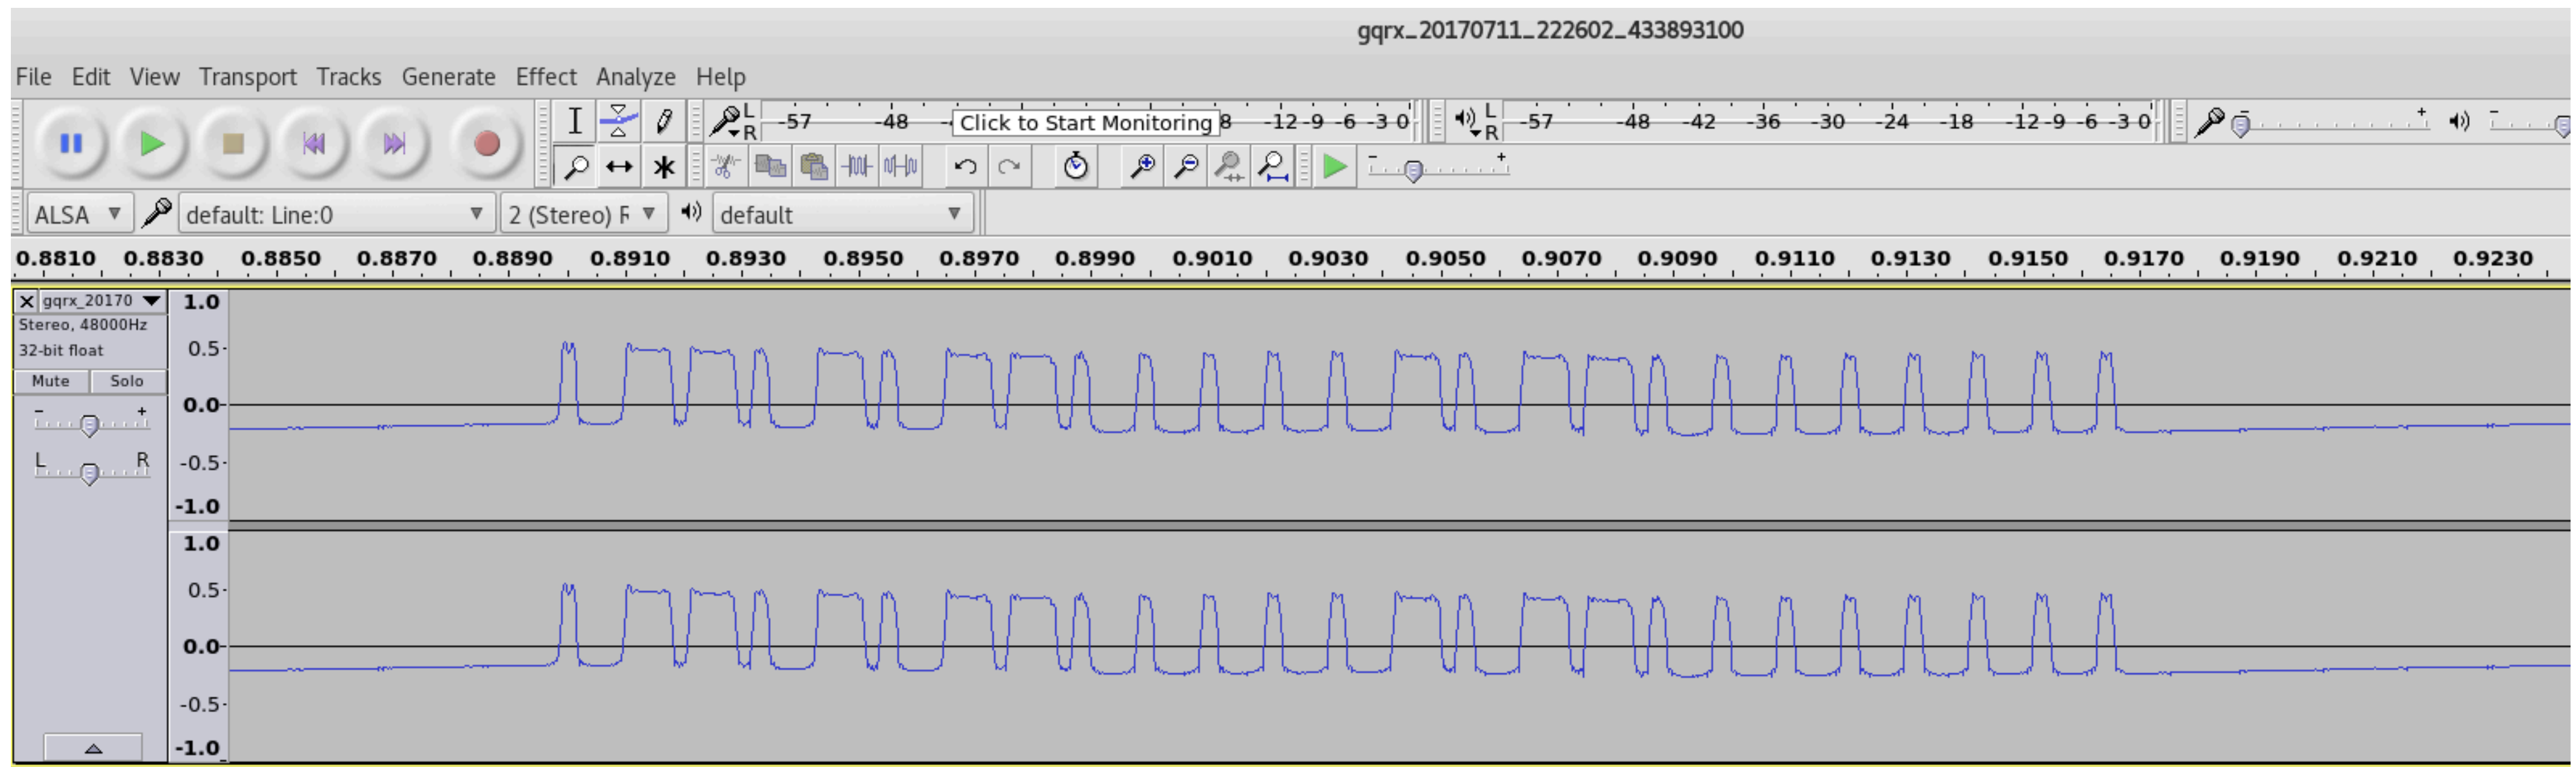 gqrx_20170711_222602_433893100
File Edit View Transport Tracks Generate Effect Analyze Help
L R -57 -48 Click to Start Monitoring 8 -12 -9 -6 -3 0 L R -57 -48 -42 -36 -30 -24 -18 -12 -9 -6 -3 0 - + -
- +
ALSA default: Line:0 2 (Stereo) R default
0.8810 0.8830 0.8850 0.8870 0.8890 0.8910 0.8930 0.8950 0.8970 0.8990 0.9010 0.9030 0.9050 0.9070 0.9090 0.9110 0.9130 0.9150 0.9170 0.9190 0.9210 0.9230
X gqrx_20170 1.0
Stereo, 48000Hz
32-bit float 0.5
Mute Solo
- + 0.0
L R -0.5
-1.0
1.0
0.5
0.0
-0.5
-1.0